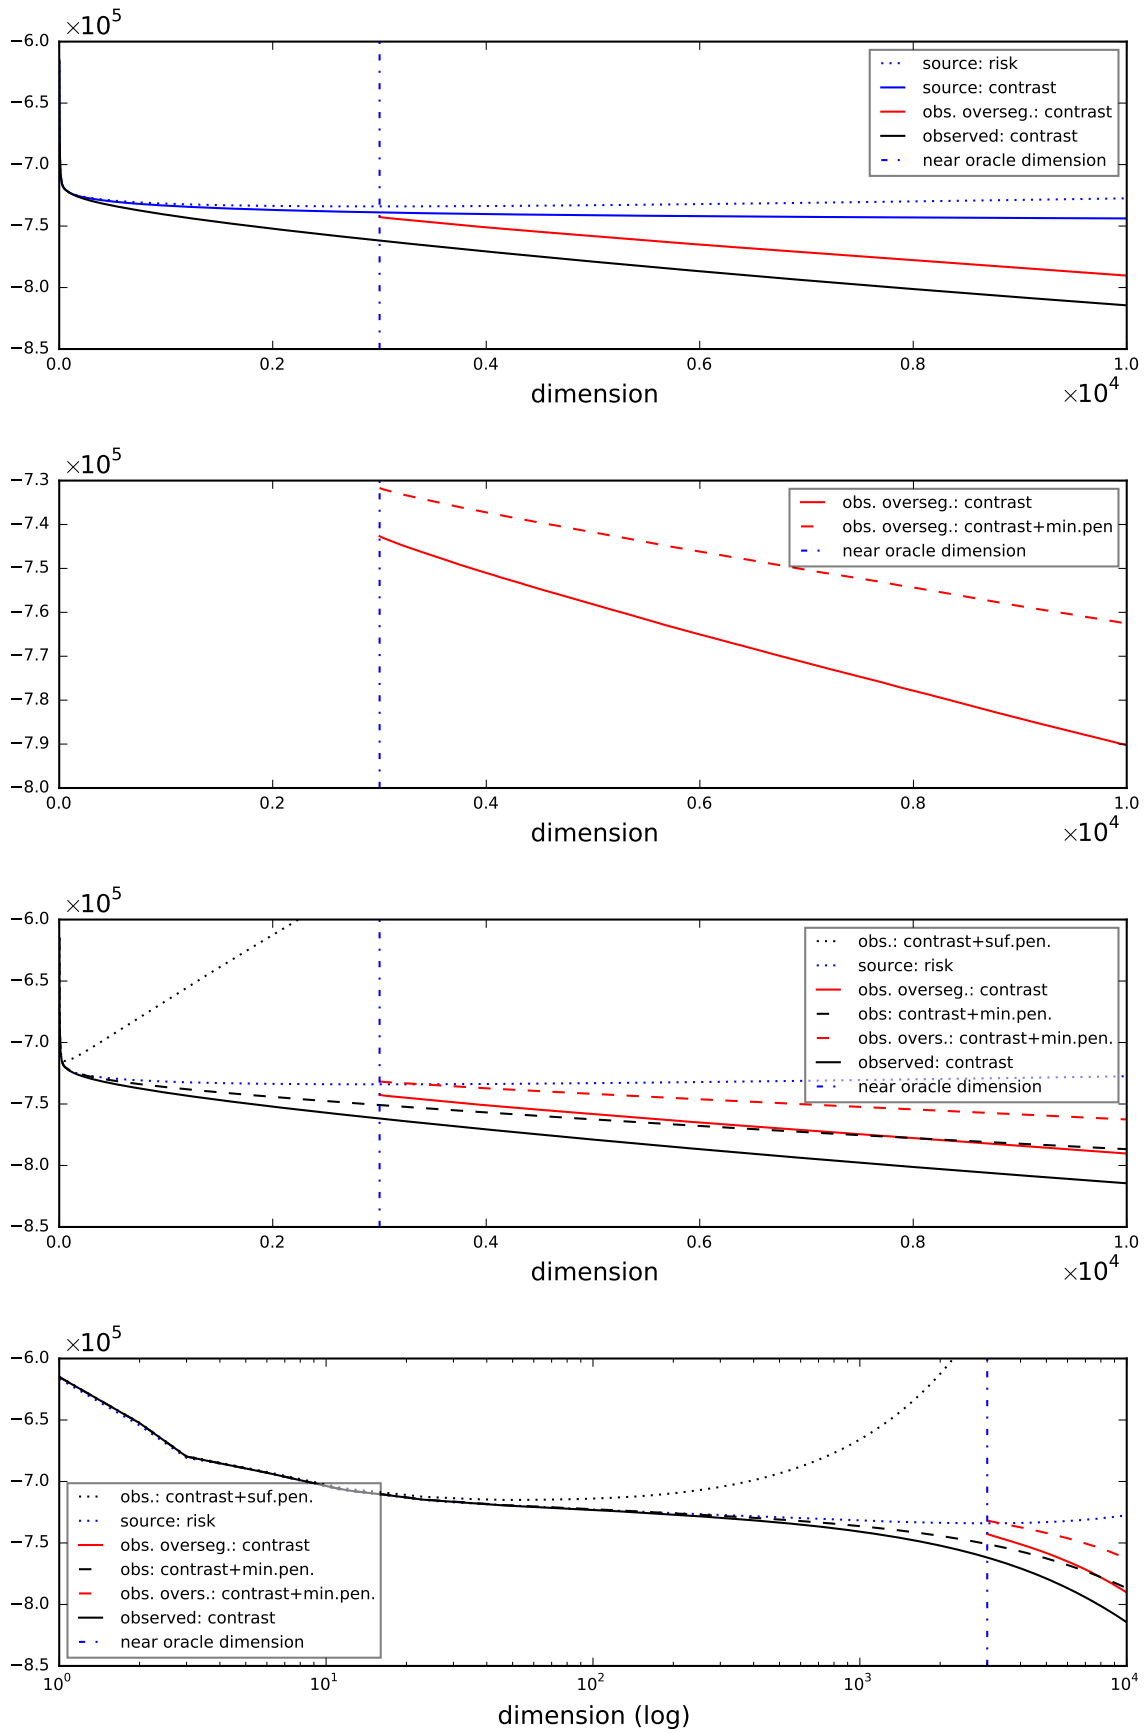 ×10⁵
−6.0
−6.5
−7.0
−7.5
−8.0
−8.5
source: risk
source: contrast
obs. overseg.: contrast
observed: contrast
near oracle dimension
0.0 0.2 0.4 0.6 0.8 1.0
dimension
×10⁴
×10⁵
−7.3
−7.4
−7.5
−7.6
−7.7
−7.8
−7.9
−8.0
obs. overseg.: contrast
obs. overseg.: contrast+min.pen
near oracle dimension
0.0 0.2 0.4 0.6 0.8 1.0
dimension
×10⁴
×10⁵
−6.0
−6.5
−7.0
−7.5
−8.0
−8.5
obs.: contrast+suf.pen.
source: risk
obs. overseg.: contrast
obs: contrast+min.pen.
obs. overs.: contrast+min.pen.
observed: contrast
near oracle dimension
0.0 0.2 0.4 0.6 0.8 1.0
dimension
×10⁴
×10⁵
−6.0
−6.5
−7.0
−7.5
−8.0
−8.5
obs.: contrast+suf.pen.
source: risk
obs. overseg.: contrast
obs: contrast+min.pen.
obs. overs.: contrast+min.pen.
observed: contrast
near oracle dimension
10⁰ 10¹ 10² 10³ 10⁴
dimension (log)